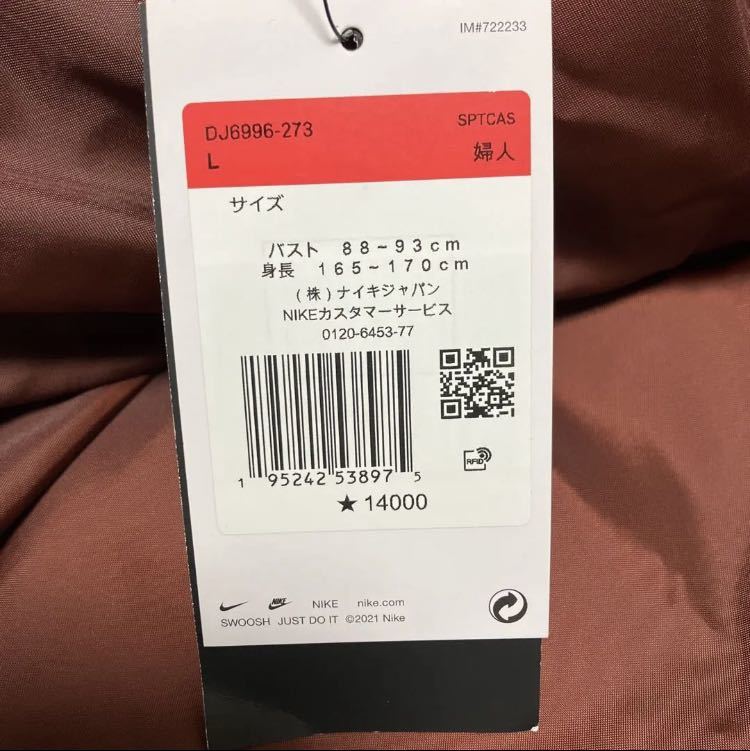 IM#722233
DJ6996-273 SPTCAS
L 婦人
サイズ
バスト 88~93cm
身長 165~170cm
(株)ナイキジャパン
NIKEカスタマーサービス
0120-6453-77
RFID
1 95242 53897 5
★14000
NIKE NIKE nike.com
SWOOSH JUST DO IT ©2021 Nike